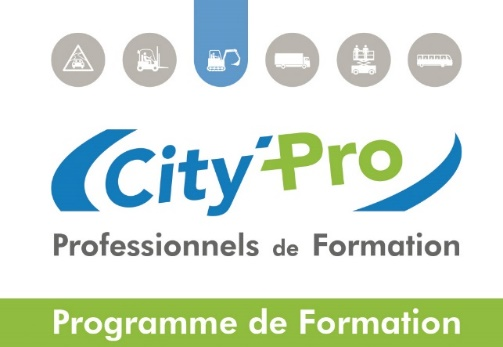 City'Pro
Professionnels de Formation
Programme de Formation